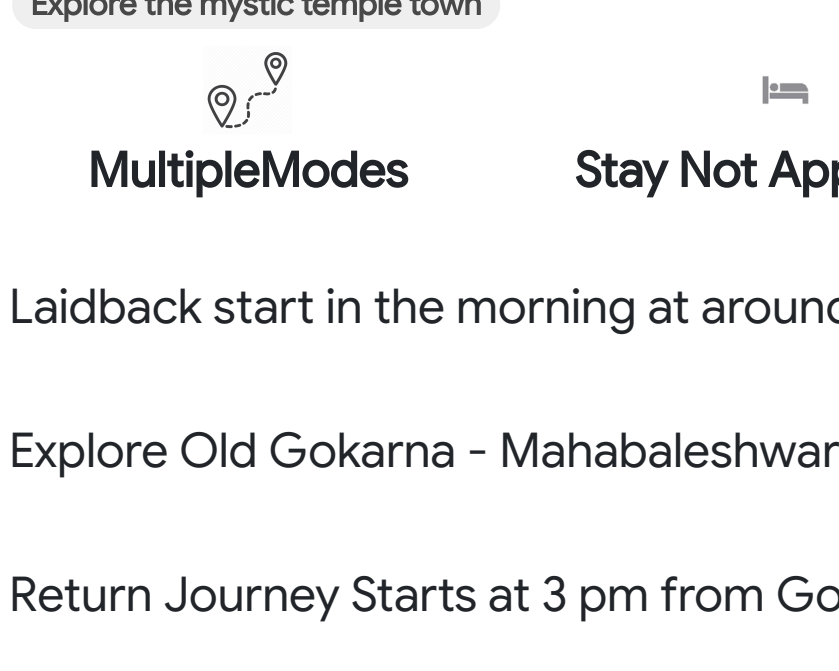 Explore the mystic temple town
MultipleModes
Stay Not App
Laidback start in the morning at around
Explore Old Gokarna - Mahabaleshwar
Return Journey Starts at 3 pm from Go